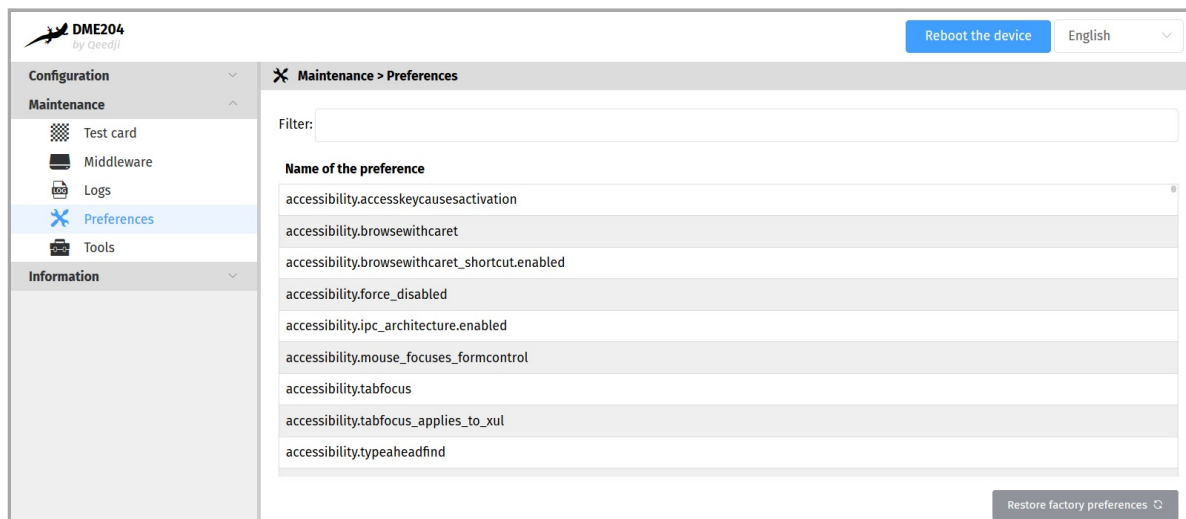 DME204
by Qeedji
Reboot the device
English
Configuration
Maintenance
Test card
Middleware
LOG
Logs
Preferences
Tools
Information
Maintenance > Preferences
Filter:
Name of the preference
accessibility.accesskeycausesactivation
accessibility.browsewithcaret
accessibility.browsewithcaret_shortcut.enabled
accessibility.force_disabled
accessibility.ipc_architecture.enabled
accessibility.mouse_focuses_formcontrol
accessibility.tabfocus
accessibility.tabfocus_applies_to_xul
accessibility.typeaheadfind
Restore factory preferences